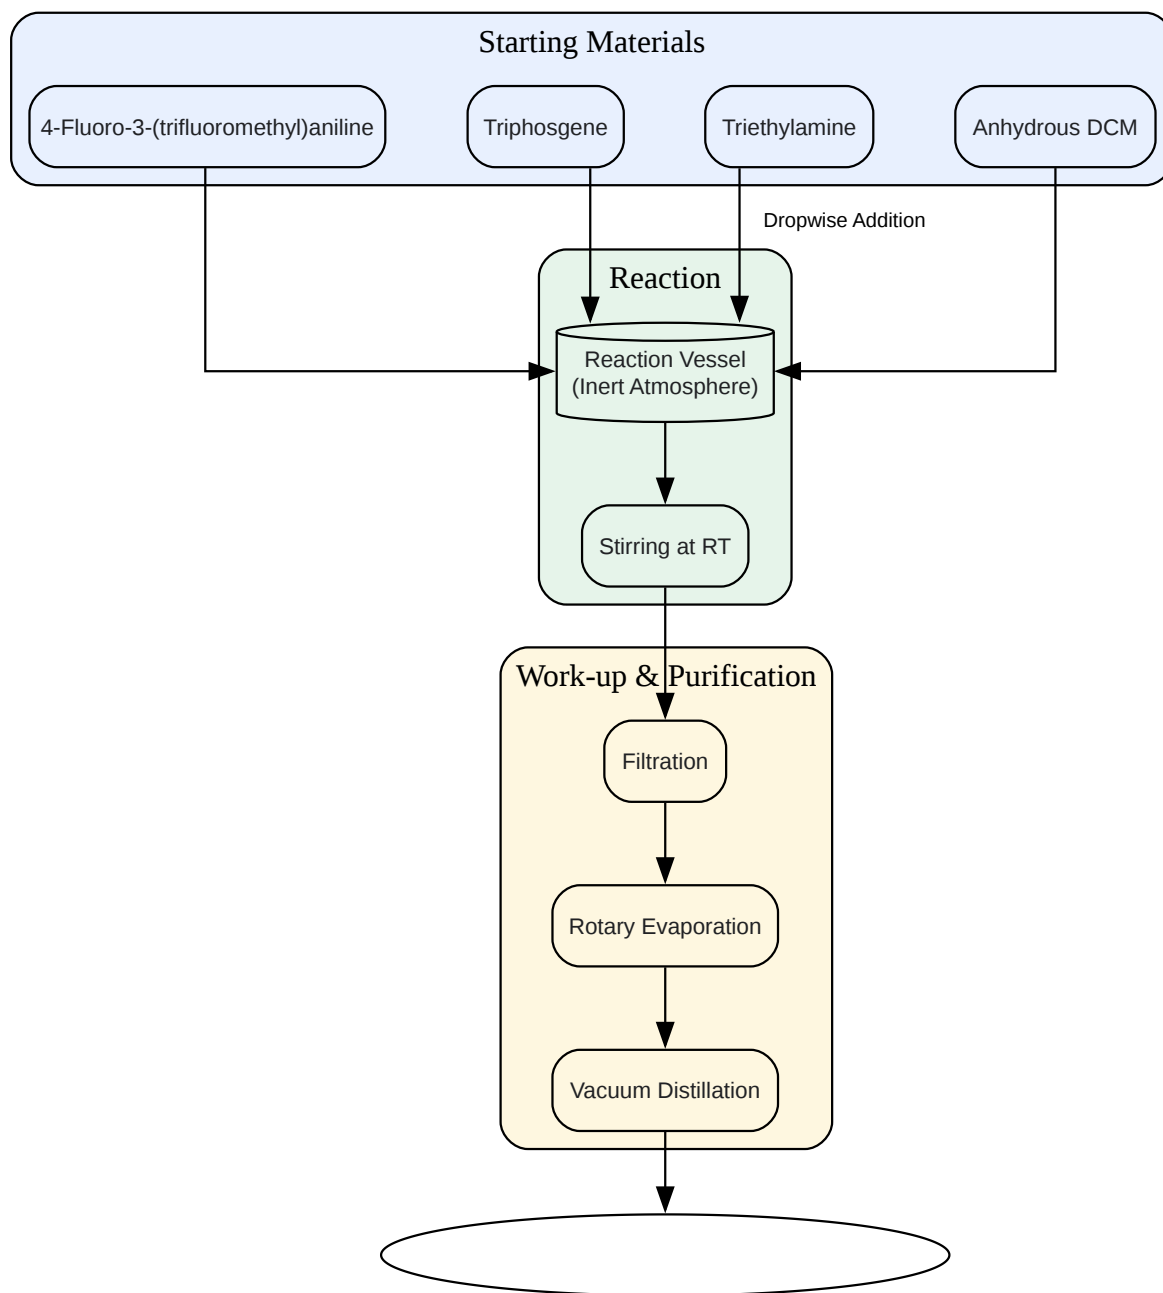 Starting Materials
4-Fluoro-3-(trifluoromethyl)aniline
Triphosgene
Triethylamine
Anhydrous DCM
Dropwise Addition
Reaction
Reaction Vessel
(Inert Atmosphere)
Stirring at RT
Work-up & Purification
Filtration
Rotary Evaporation
Vacuum Distillation